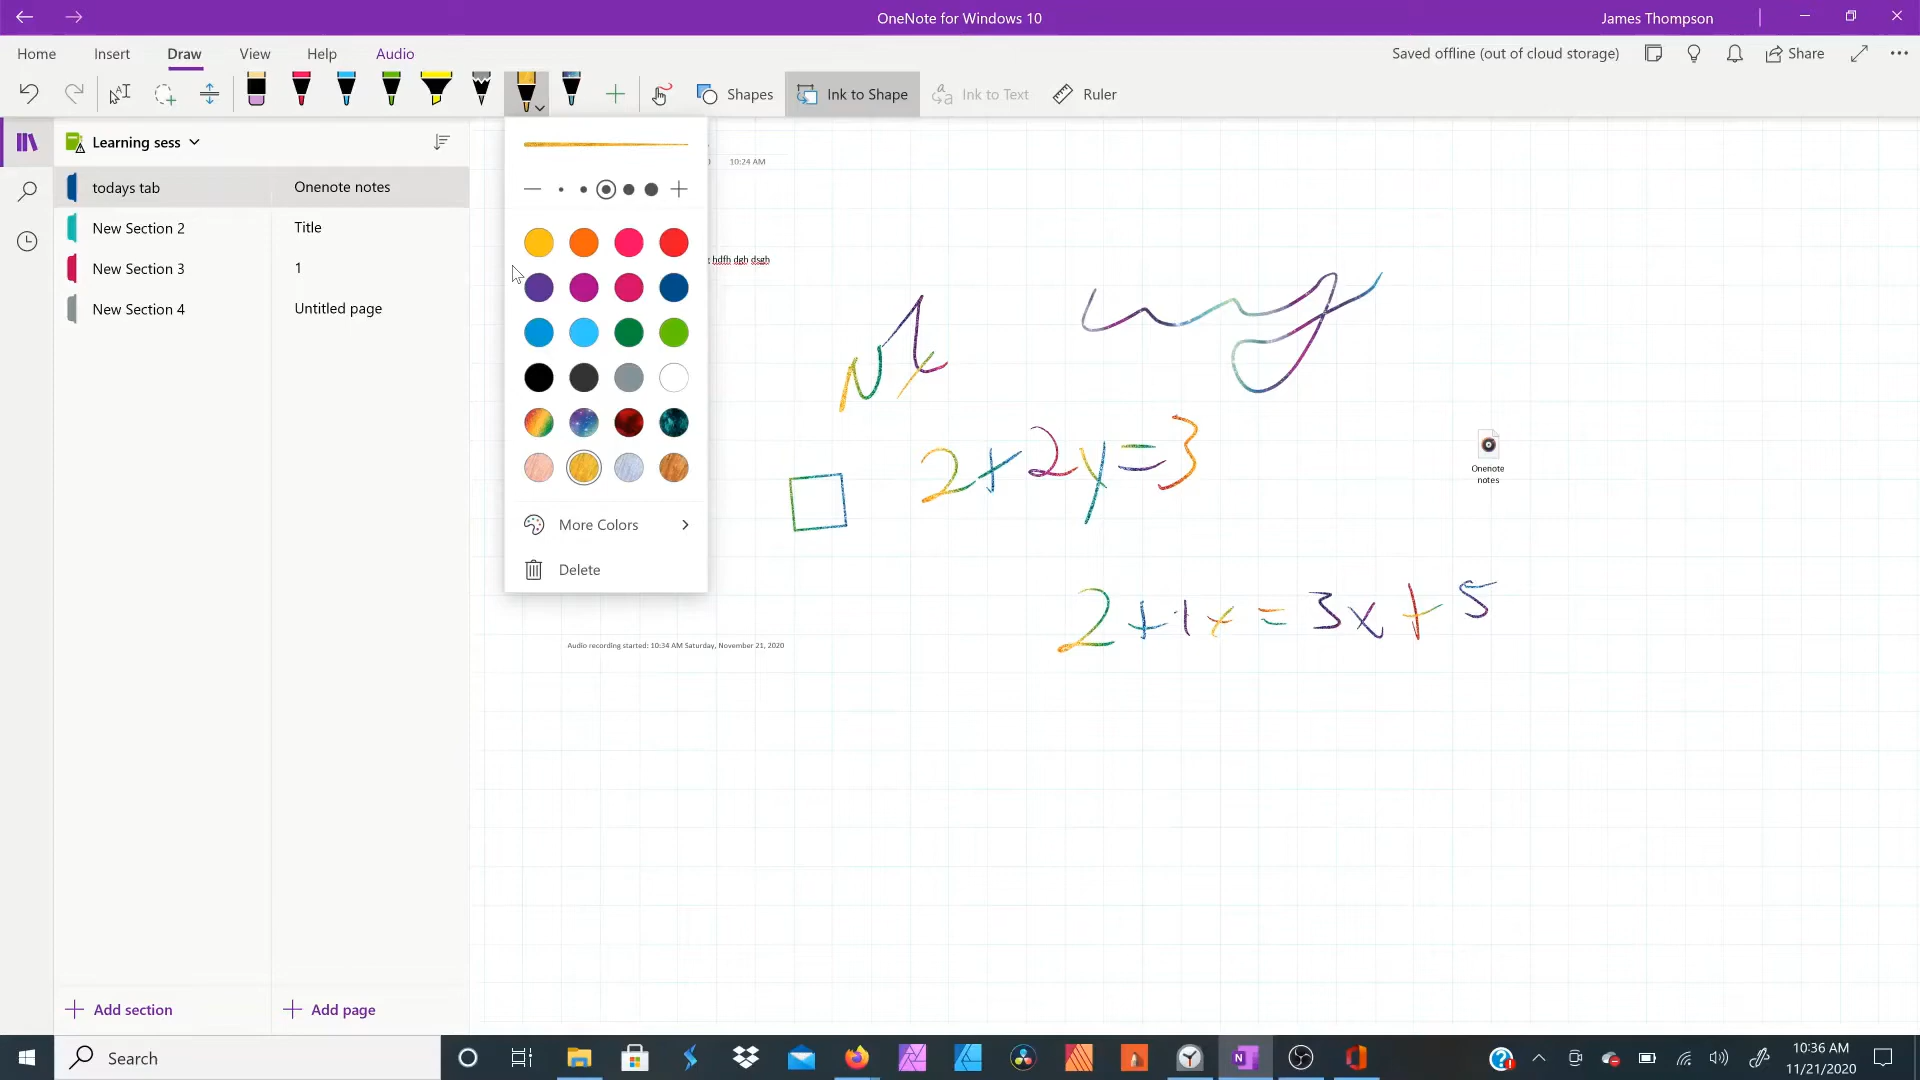 OneNote for Windows 10
James Thompson
Home Insert Draw View Help Audio
Saved offline (out of cloud storage)
Share
Shapes
Ink to Shape
Ink to Text
Ruler
Learning sess
10:24 AM
todays tab
Onenote notes
New Section 2
Title
New Section 3
1
New Section 4
Untitled page
hdfh dgh dsgh
2+2y=3
Onenote
notes
More Colors
Delete
2+1x=3x+5
Audio recording started: 10:34 AM Saturday, November 21, 2020
Add section
Add page
Search
10:36 AM
11/21/2020